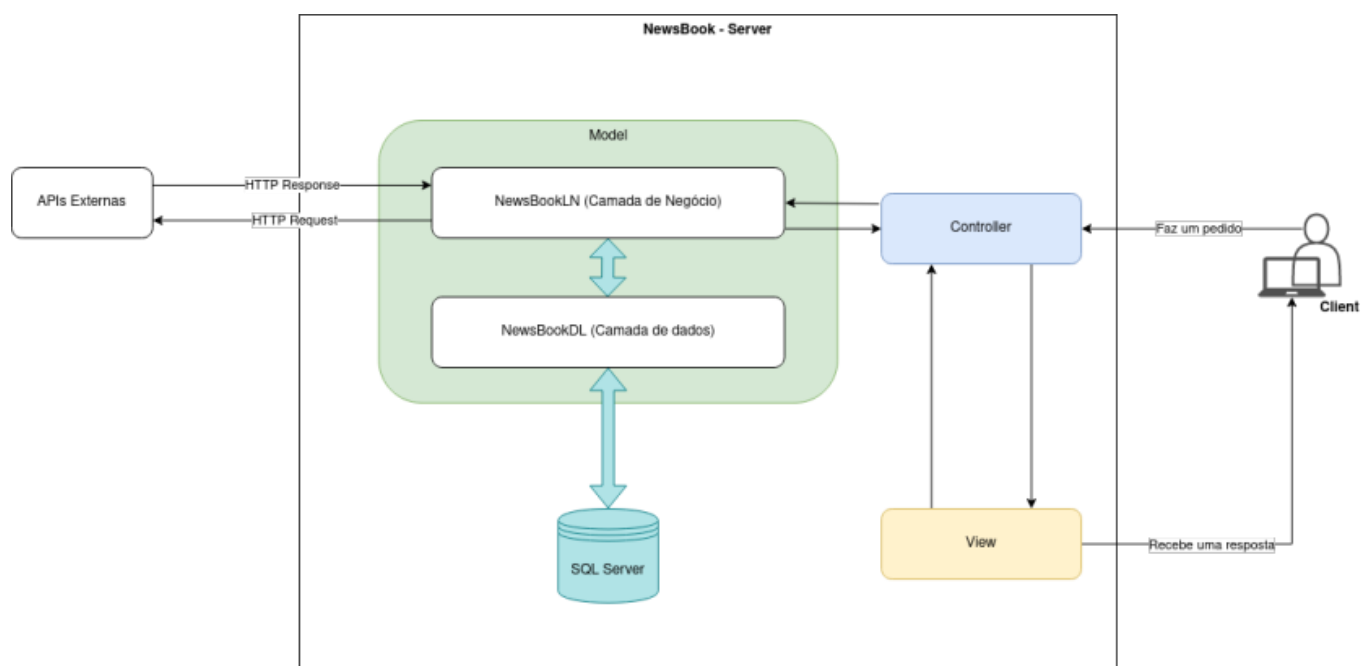 NewsBook - Server
Model
APIs Externas
HTTP Response
HTTP Request
NewsBookLN (Camada de Negócio)
Controller
Faz um pedido
Client
NewsBookDL (Camada de dados)
SQL Server
View
Recebe uma resposta